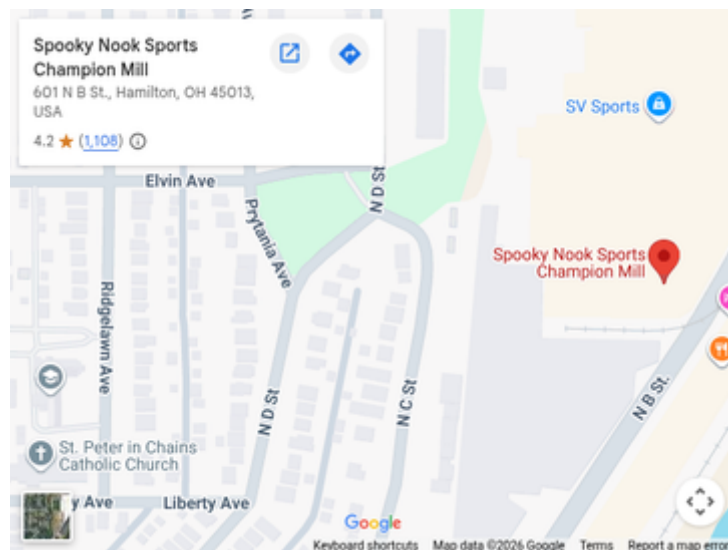 Spooky Nook Sports
Champion Mill
601 N B St., Hamilton, OH 45013,
USA
4.2 ★ (1,108)
SV Sports
Elvin Ave
N D St
Prytania Ave
Spooky Nook Sports
Champion Mill
Ridgelawn Ave
N D St
N C St
N B St.
St. Peter in Chains
Catholic Church
y Ave
Liberty Ave
Google
Keyboard shortcuts
Map data ©2026 Google
Terms
Report a map error